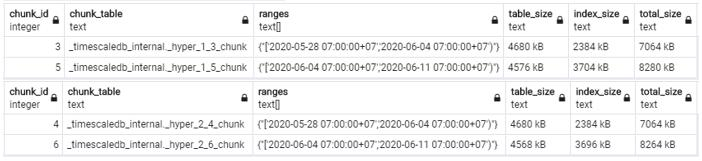 chunk_id chunk_table ranges table_size index_size total_size
integer text text[] text text text
3 _timescaledb_internal._hyper_1_3_chunk {"['2020-05-28 07:00:00+07','2020-06-04 07:00:00+07')"} 4680 kB 2384 kB 7064 kB
5 _timescaledb_internal._hyper_1_5_chunk {"['2020-06-04 07:00:00+07','2020-06-11 07:00:00+07')"} 4576 kB 3704 kB 8280 kB
chunk_id chunk_table ranges table_size index_size total_size
integer text text[] text text text
4 _timescaledb_internal._hyper_2_4_chunk {"['2020-05-28 07:00:00+07','2020-06-04 07:00:00+07')"} 4680 kB 2384 kB 7064 kB
6 _timescaledb_internal._hyper_2_6_chunk {"['2020-06-04 07:00:00+07','2020-06-11 07:00:00+07')"} 4568 kB 3696 kB 8264 kB